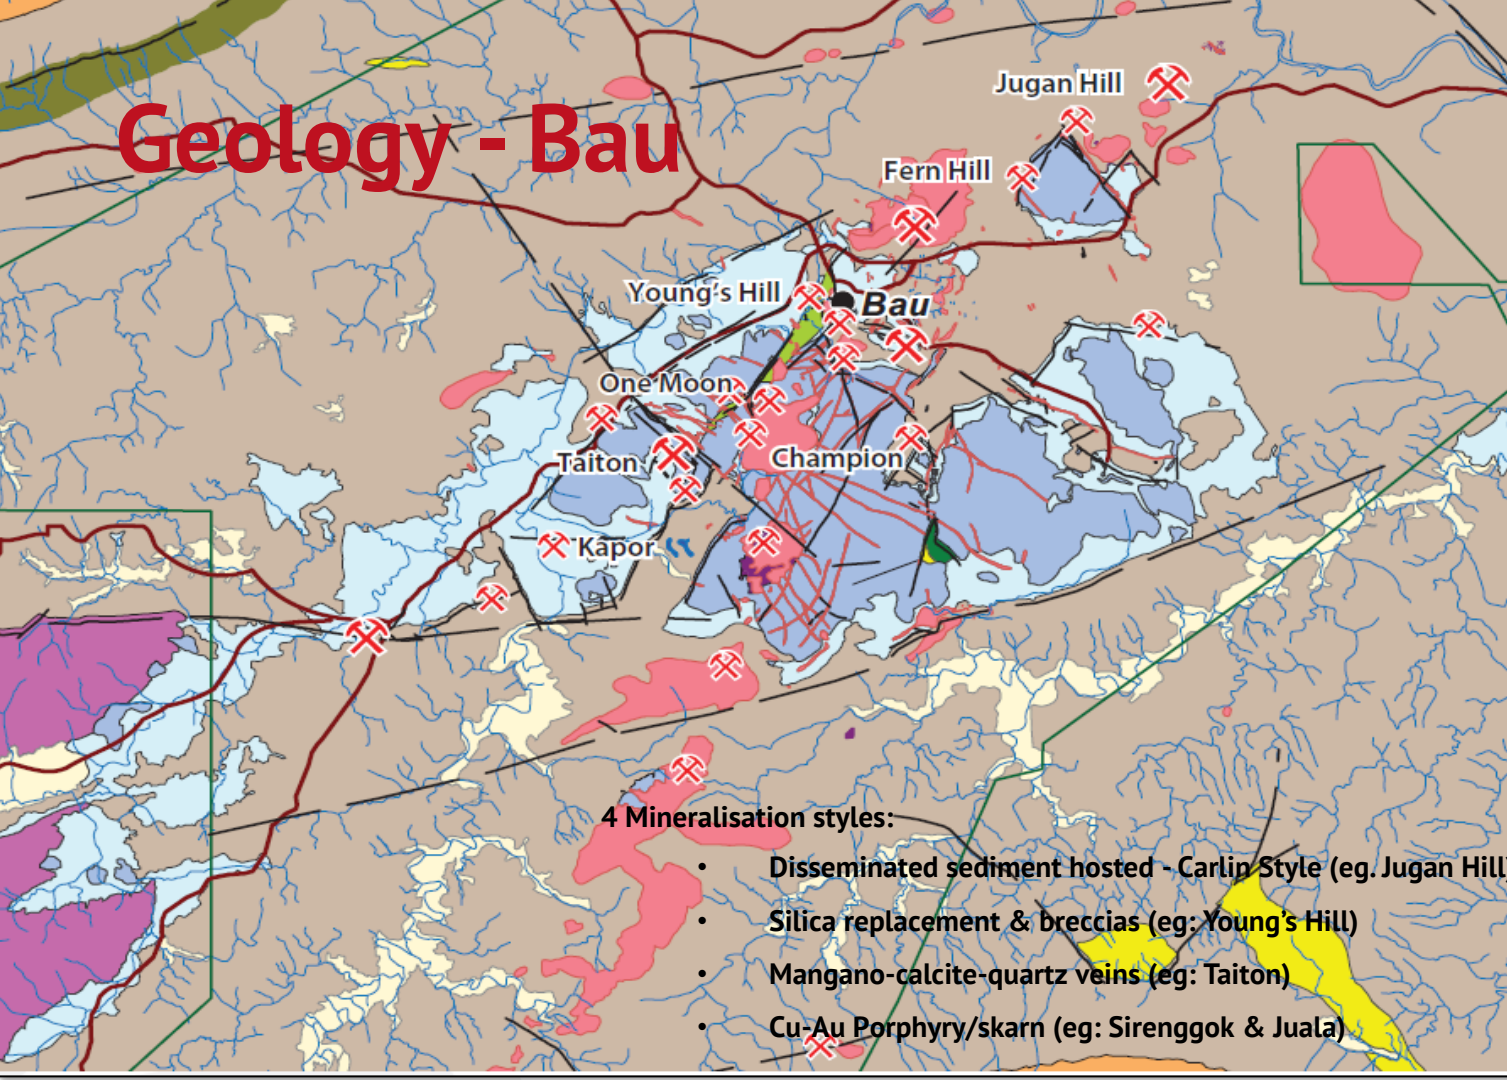 Geology - Bau
Jugan Hill
Fern Hill
Young's Hill
Bau
One Moon
Taiton
Champion
Kapor
4 Mineralisation styles:
• Disseminated sediment hosted - Carlin Style (eg. Jugan Hill)
• Silica replacement & breccias (eg: Young's Hill)
• Mangano-calcite-quartz veins (eg: Taiton)
• Cu-Au Porphyry/skarn (eg: Sirenggok & Juala)